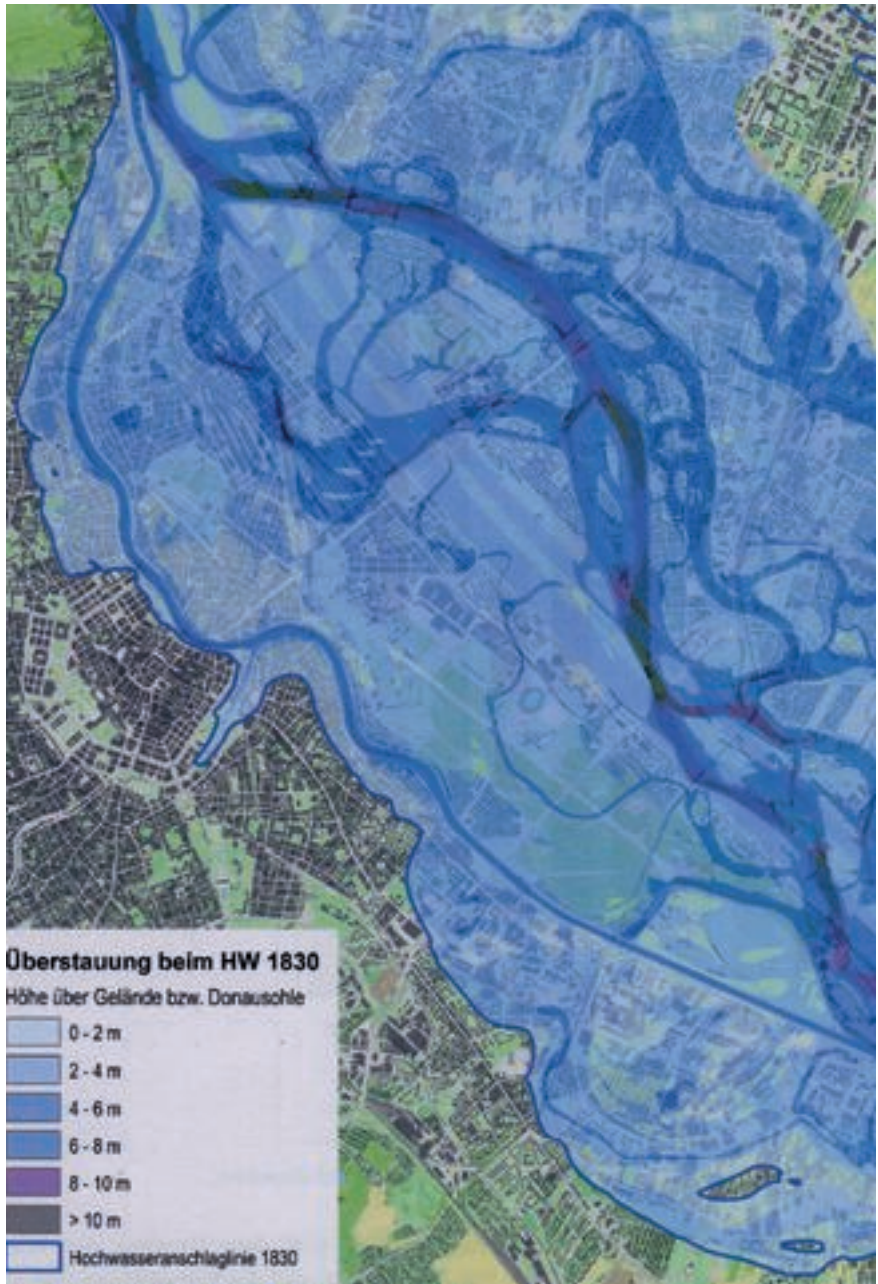 Überstauung beim HW 1830
Höhe über Gelände bzw. Donausohle
0 - 2 m
2 - 4 m
4 - 6 m
6 - 8 m
8 - 10 m
> 10 m
Hochwasseranschlaglinie 1830